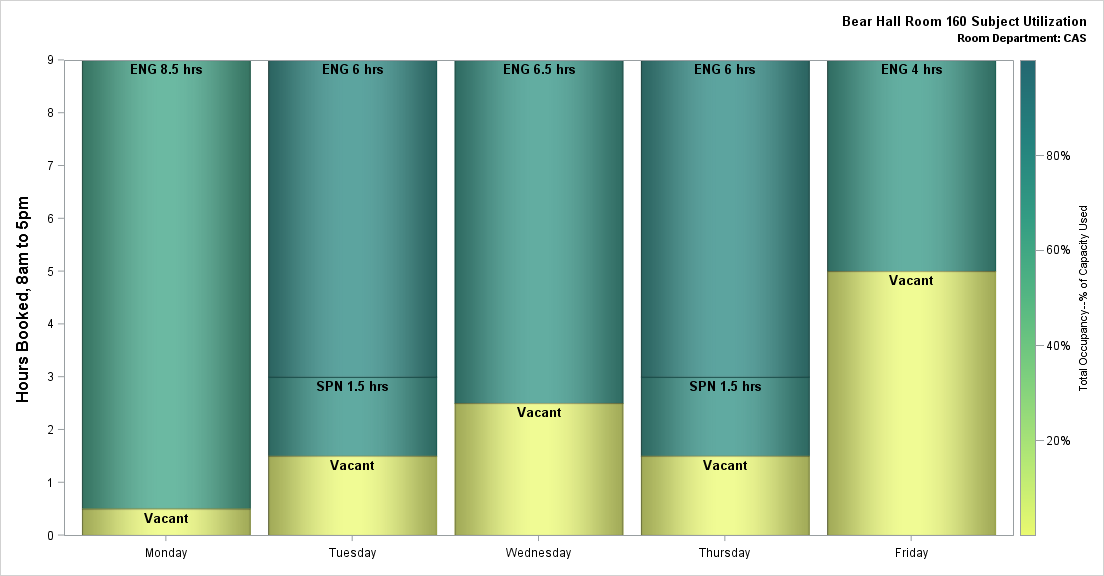 Bear Hall Room 160 Subject Utilization
Room Department: CAS
Hours Booked, 8am to 5pm
9
8
7
6
5
4
3
2
1
0
ENG 8.5 hrs
Vacant
ENG 6 hrs
SPN 1.5 hrs
Vacant
ENG 6.5 hrs
Vacant
ENG 6 hrs
SPN 1.5 hrs
Vacant
ENG 4 hrs
Vacant
Monday
Tuesday
Wednesday
Thursday
Friday
80%
60%
40%
20%
Total Occupancy--% of Capacity Used